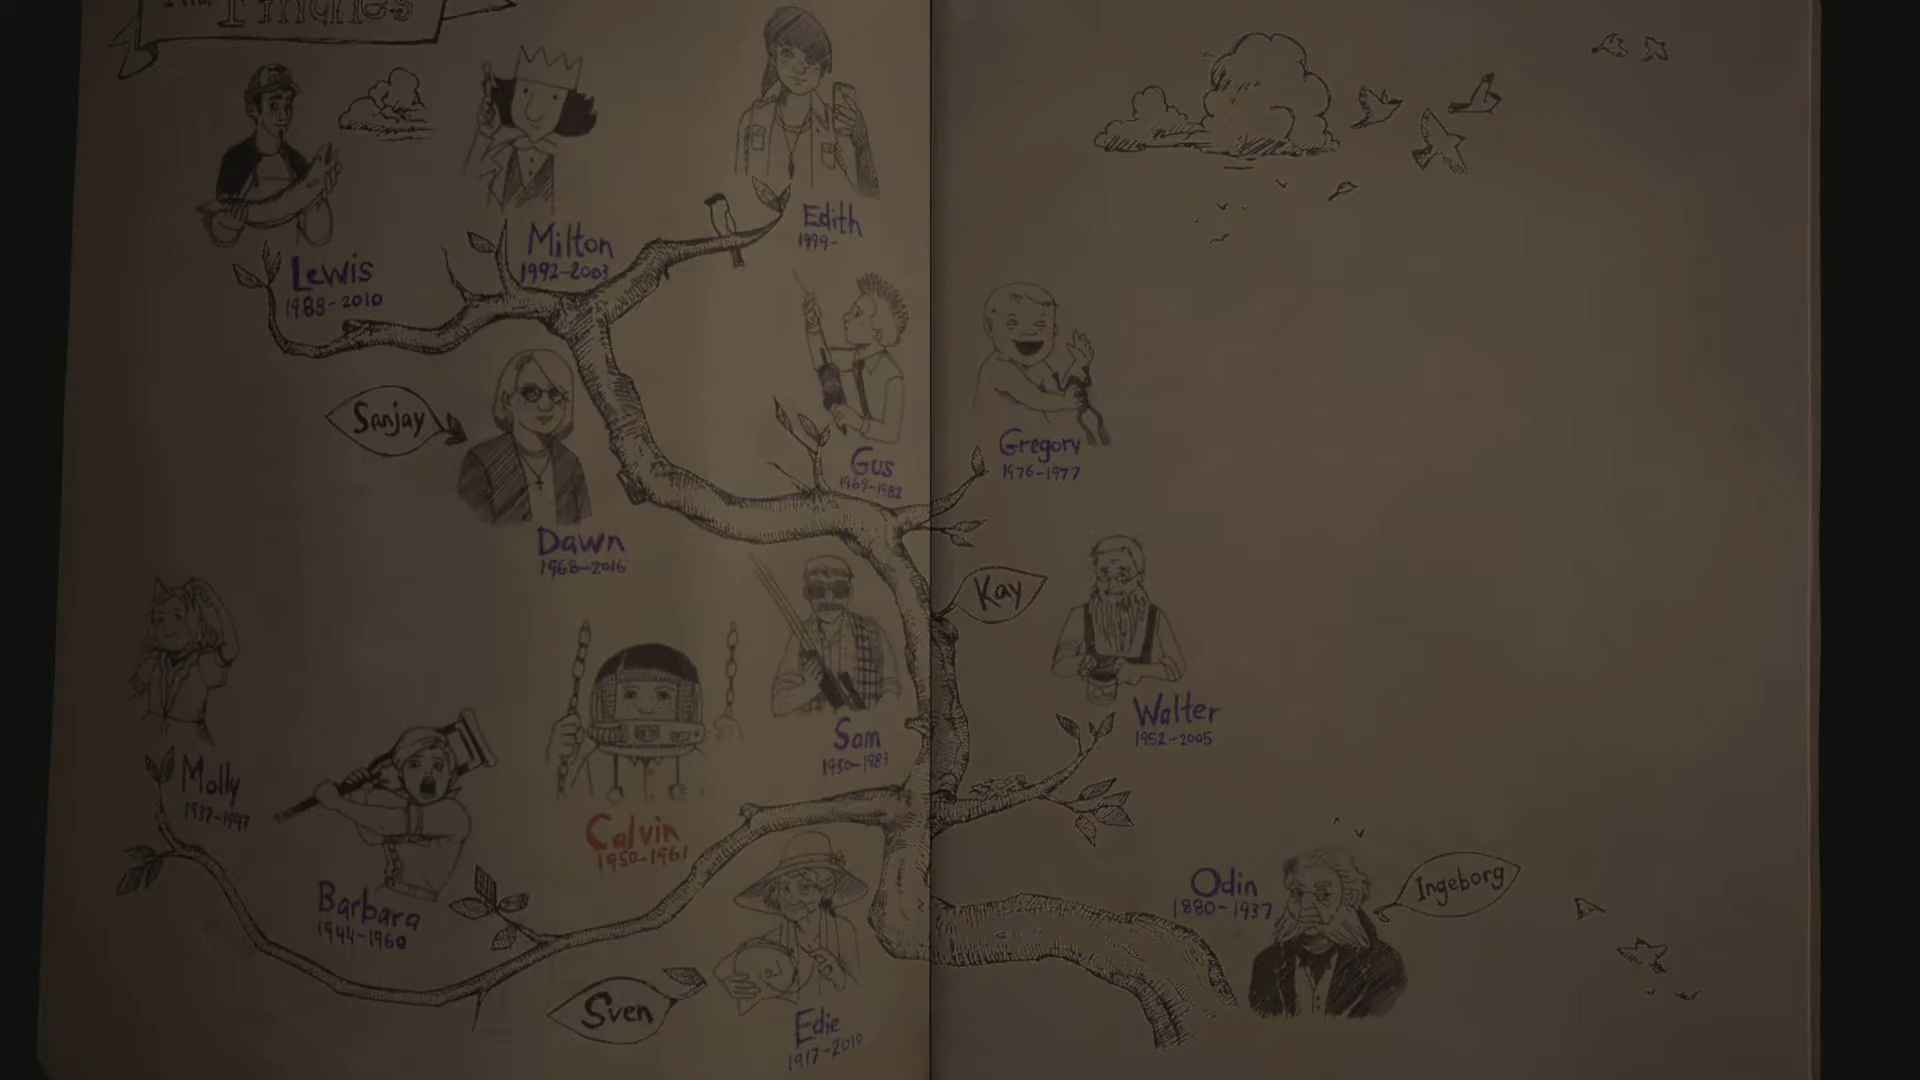 The Finches
Lewis
1988-2010
Milton
1992-2003
Edith
1999-
Sanjay
Dawn
1968-2016
Gus
1969-1982
Gregory
1976-1977
Kay
Walter
1952-2005
Molly
1937-1947
Barbara
1944-1960
Calvin
1950-1961
Sam
1950-1983
Sven
Edie
1917-2010
Odin
1880-1937
Ingeborg